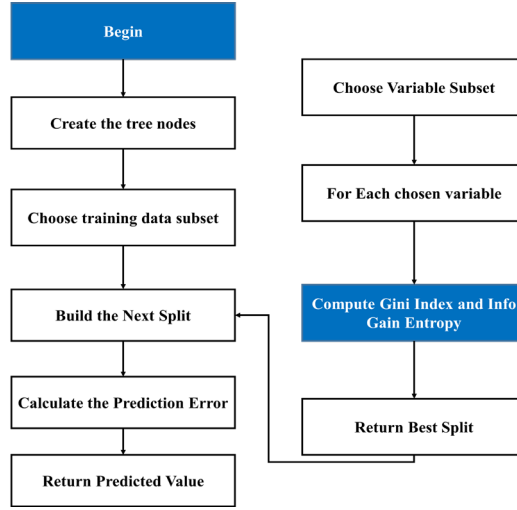 Begin
Create the tree nodes
Choose training data subset
Build the Next Split
Calculate the Prediction Error
Return Predicted Value
Choose Variable Subset
For Each chosen variable
Compute Gini Index and Info
Gain Entropy
Return Best Split